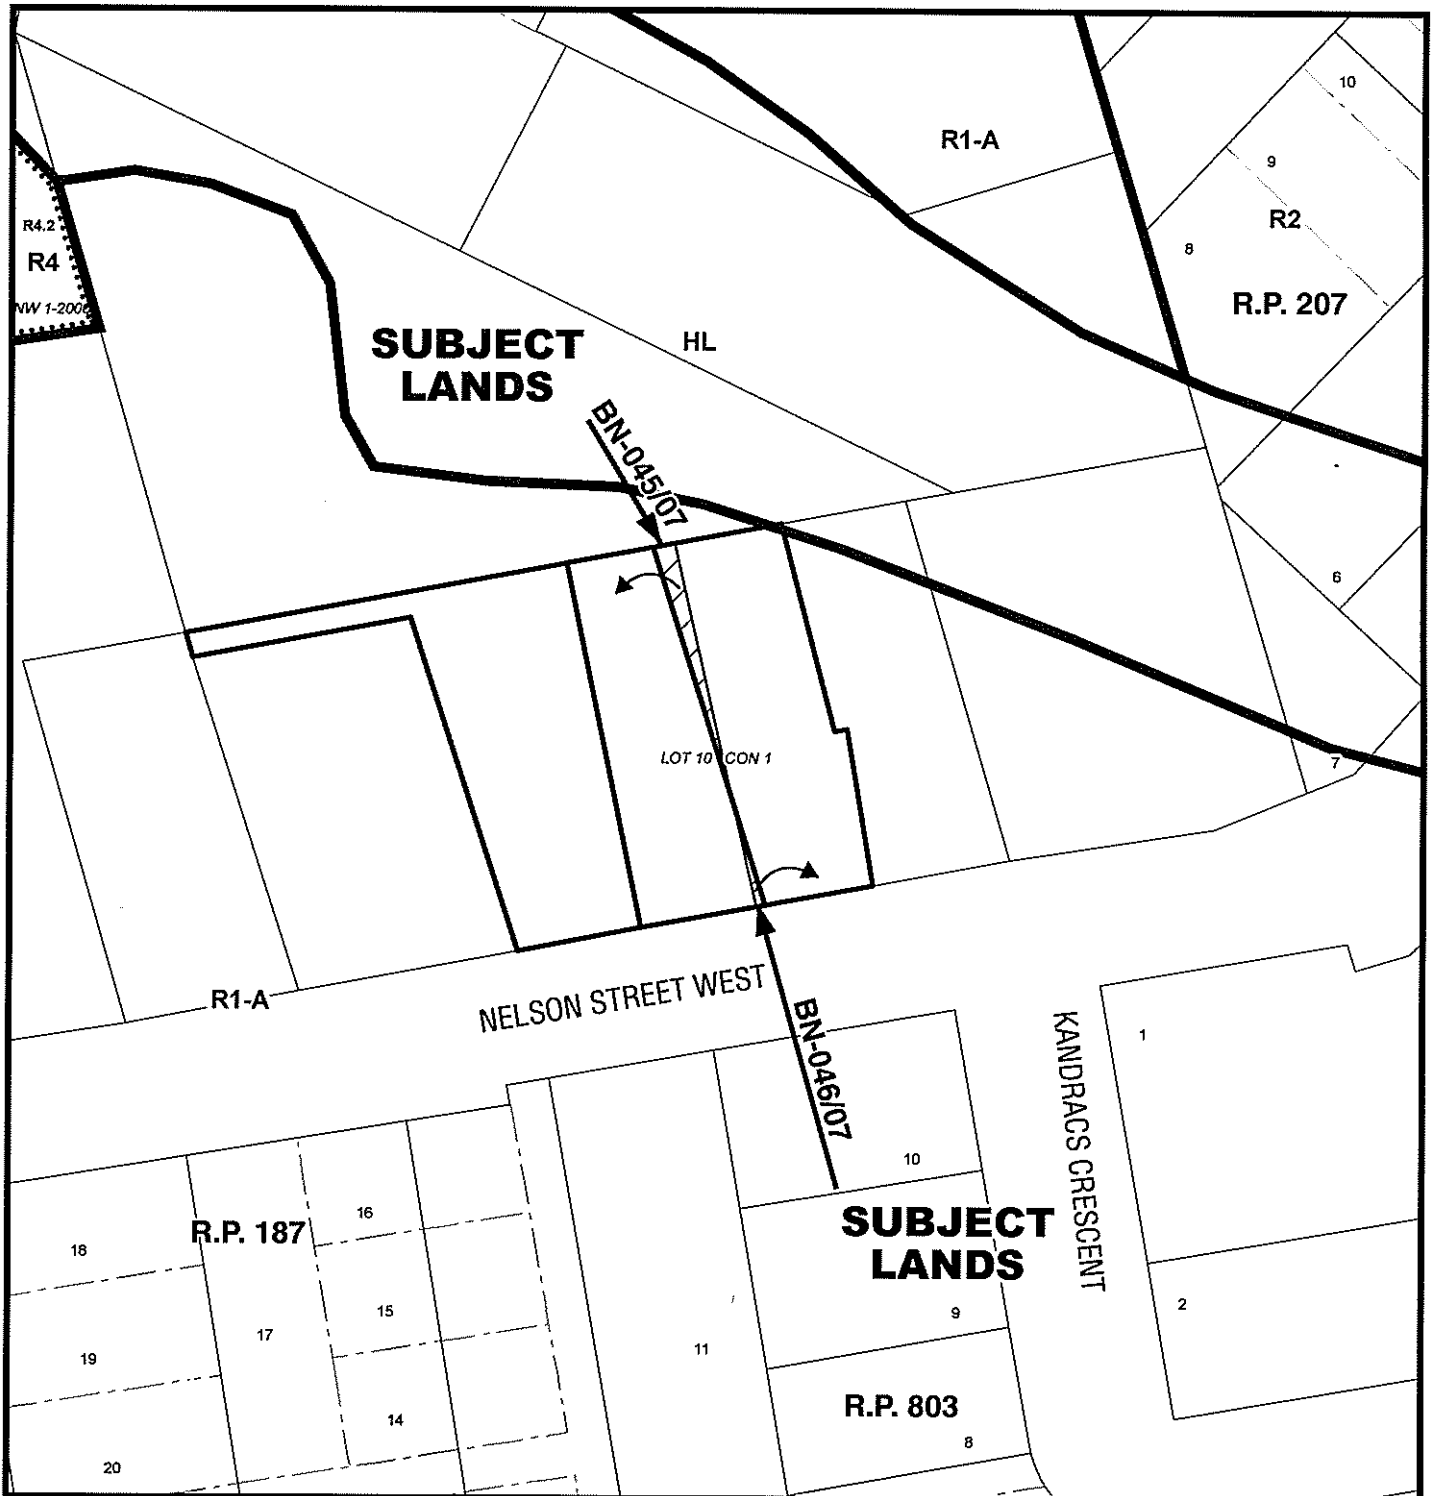 10
R1-A
9
R4.2
R2
8
R4
R.P. 207
NW 1-2006
SUBJECT
LANDS
HL
BN-045/07
6
LOT 10 CON 1
7
R1-A
NELSON STREET WEST
BN-046/07
KANDRACS CRESCENT
1
10
16
R.P. 187
18
SUBJECT
LANDS
2
15
9
17
11
19
R.P. 803
14
8
20